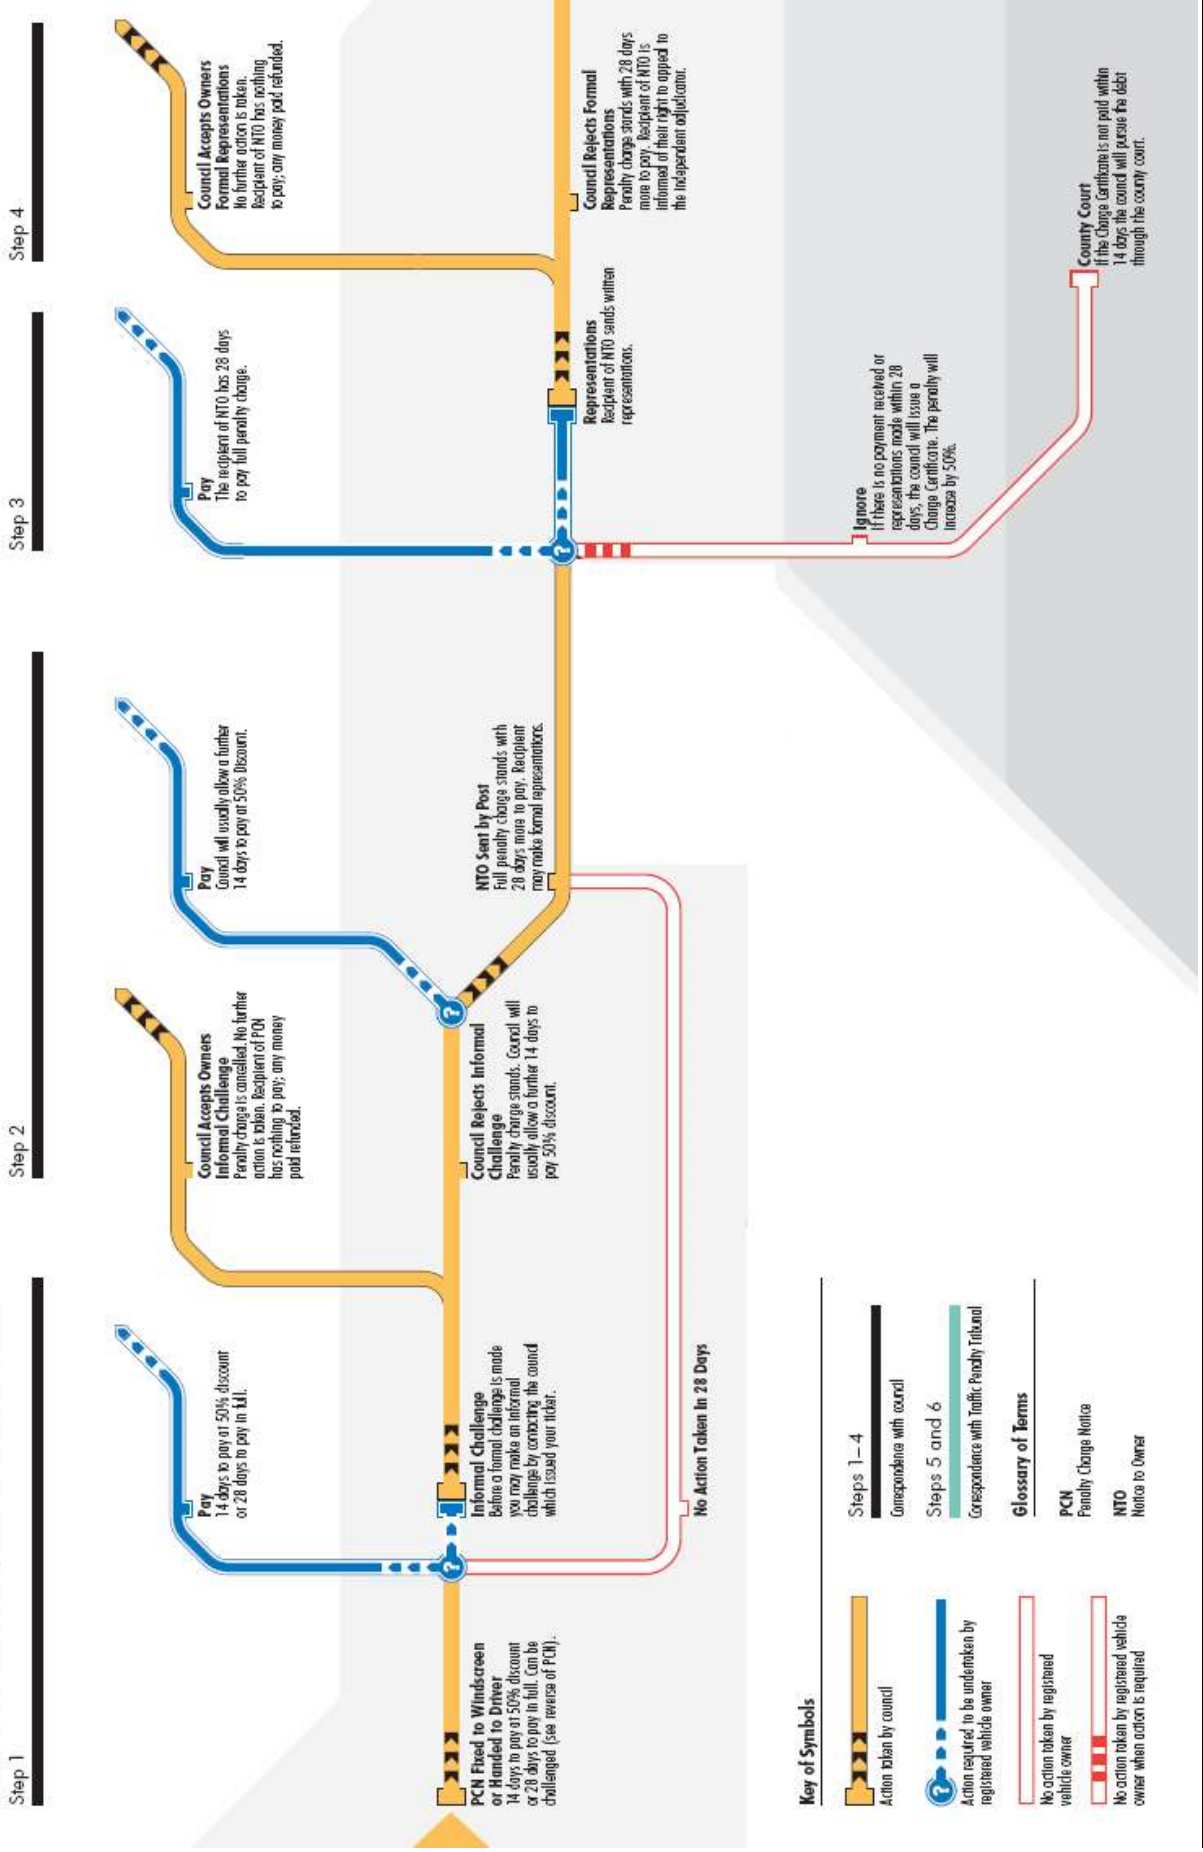 Step 1
Step 2
Step 3
Step 4
Pay
14 days to pay at 50% discount
or 28 days to pay in full.
Council Accepts Owners
Informal Challenge
Penalty charge is cancelled. No further
action is taken. Recipient of PCN
has nothing to pay; any money
paid refunded.
Pay
Council will usually allow a further
14 days to pay at 50% Discount.
Pay
The recipient of NTO has 28 days
to pay full penalty charge.
Council Accepts Owners
Formal Representations
No further action is taken.
Recipient of NTO has nothing
to pay; any money paid refunded.
PCN Fixed to Windscreen
or Handed to Driver
14 days to pay at 50% discount
or 28 days to pay in full. Can be
challenged (see reverse of PCN).
?
Informal Challenge
Before a formal challenge is made
you may make an informal
challenge by contacting the council
which issued your ticket.
Council Rejects Informal
Challenge
Penalty charge stands. Council will
usually allow a further 14 days to
pay 50% discount.
?
NTO Sent by Post
Full penalty charge stands with
28 days more to pay. Recipient
may make formal representations.
?
Representations
Recipient of NTO sends written
representations.
Council Rejects Formal
Representations
Penalty charge stands with 28 days
more to pay. Recipient of NTO is
informed of their right to appeal to
the independent adjudicator.
No Action Taken In 28 Days
Ignore
If there is no payment received or
representations made within 28
days, the council will issue a
Charge Certificate. The penalty will
increase by 50%.
County Court
If the Charge Certificate is not paid within
14 days the council will pursue the debt
through the county court.
Key of Symbols
Action taken by council
?
Action required to be undertaken by
registered vehicle owner
No action taken by registered
vehicle owner
No action taken by registered vehicle
owner when action is required
Steps 1–4
Correspondence with council
Steps 5 and 6
Correspondence with Traffic Penalty Tribunal
Glossary of Terms
PCN
Penalty Charge Notice
NTO
Notice to Owner